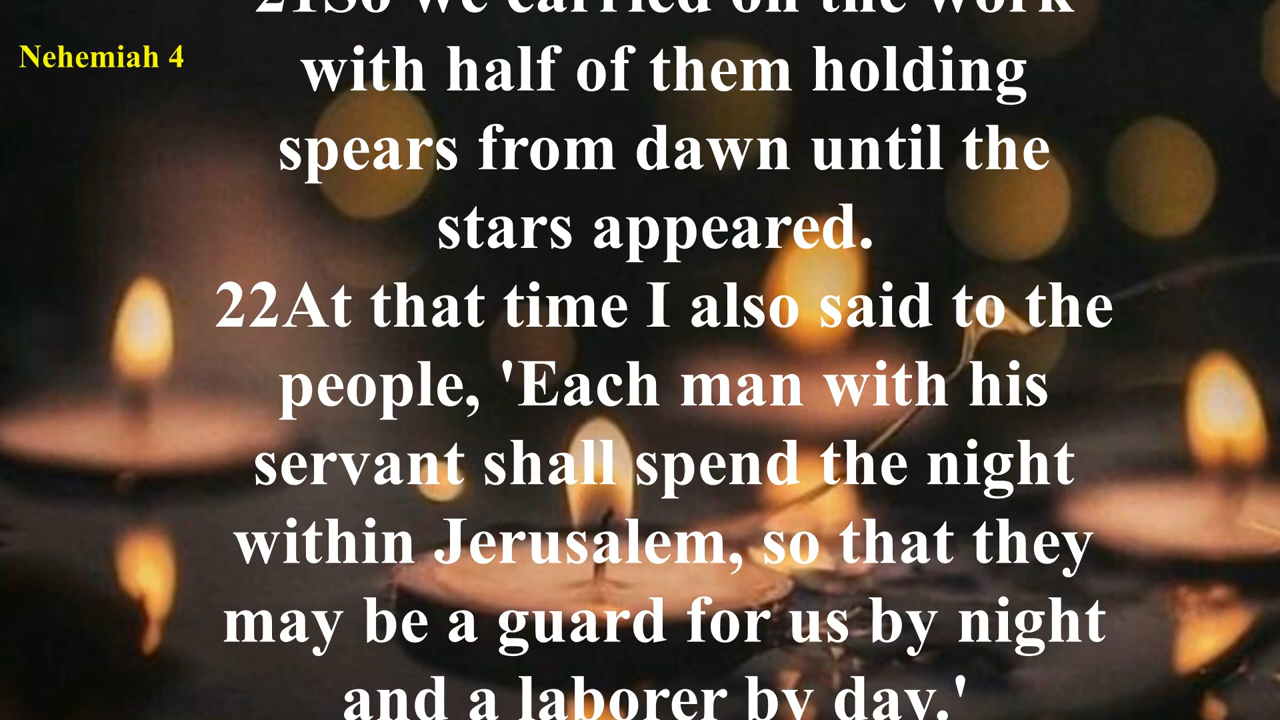 Nehemiah 4
21So we carried on the work
with half of them holding
spears from dawn until the
stars appeared.
22At that time I also said to the
people, 'Each man with his
servant shall spend the night
within Jerusalem, so that they
may be a guard for us by night
and a laborer by day.'